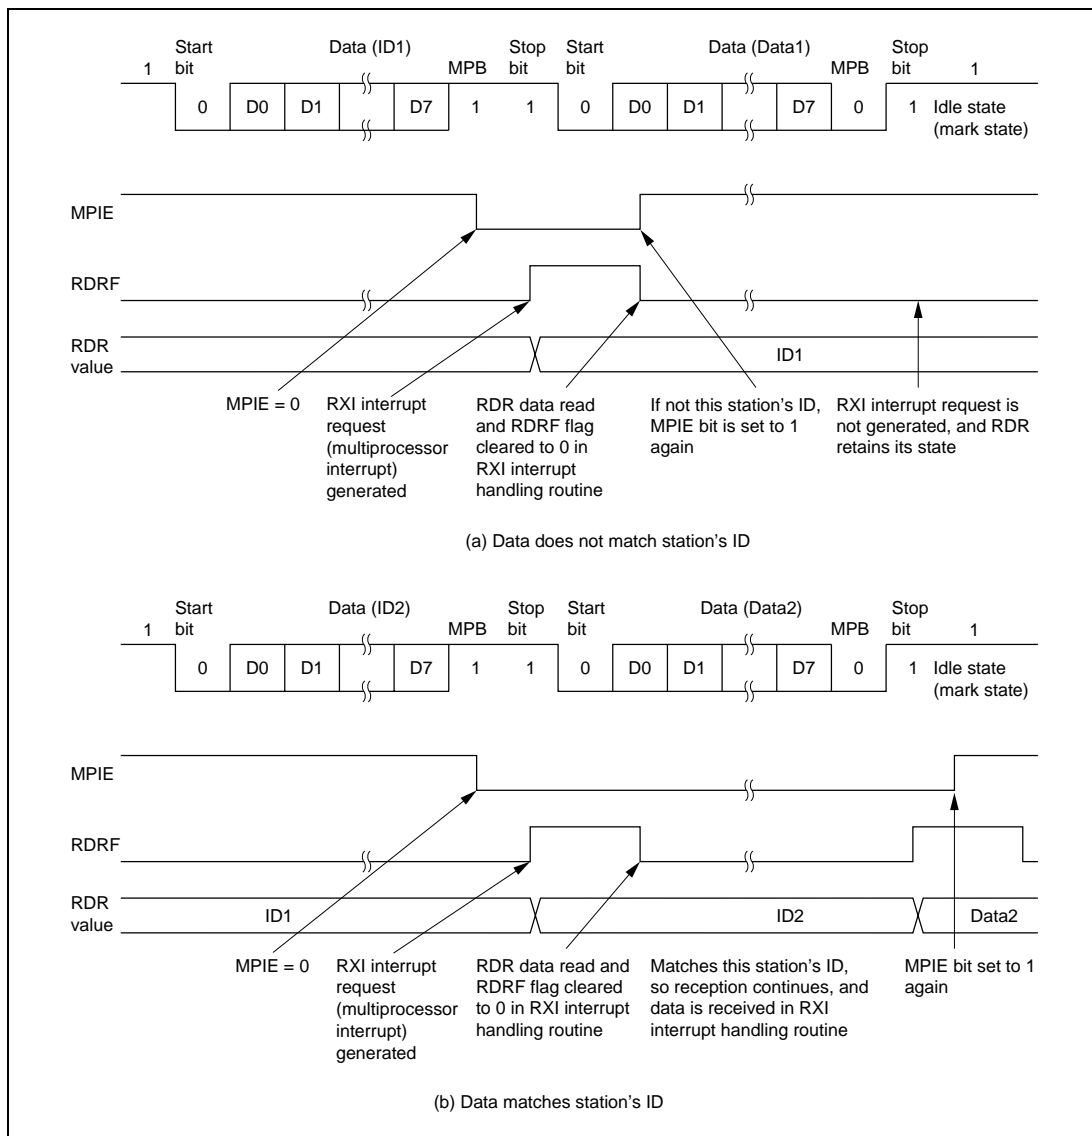 Start bit Data (ID1) MPB Stop bit Start bit Data (Data1) MPB Stop bit
1 1
0 D0 D1 D7 1 1 0 D0 D1 D7 0 1 Idle state (mark state)
MPIE
RDRF
RDR value
ID1
MPIE = 0
RXI interrupt
request
(multiprocessor
interrupt)
generated
RDR data read
and RDRF flag
cleared to 0 in
RXI interrupt
handling routine
If not this station's ID,
MPIE bit is set to 1
again
RXI interrupt request is
not generated, and RDR
retains its state
(a) Data does not match station's ID
Start bit Data (ID2) MPB Stop bit Start bit Data (Data2) MPB Stop bit
1 1
0 D0 D1 D7 1 1 0 D0 D1 D7 0 1 Idle state (mark state)
MPIE
RDRF
RDR value
ID1 ID2 Data2
MPIE = 0
RXI interrupt
request
(multiprocessor
interrupt)
generated
RDR data read and
RDRF flag cleared
to 0 in RXI interrupt
handling routine
Matches this station's ID,
so reception continues, and
data is received in RXI
interrupt handling routine
MPIE bit set to 1
again
(b) Data matches station's ID